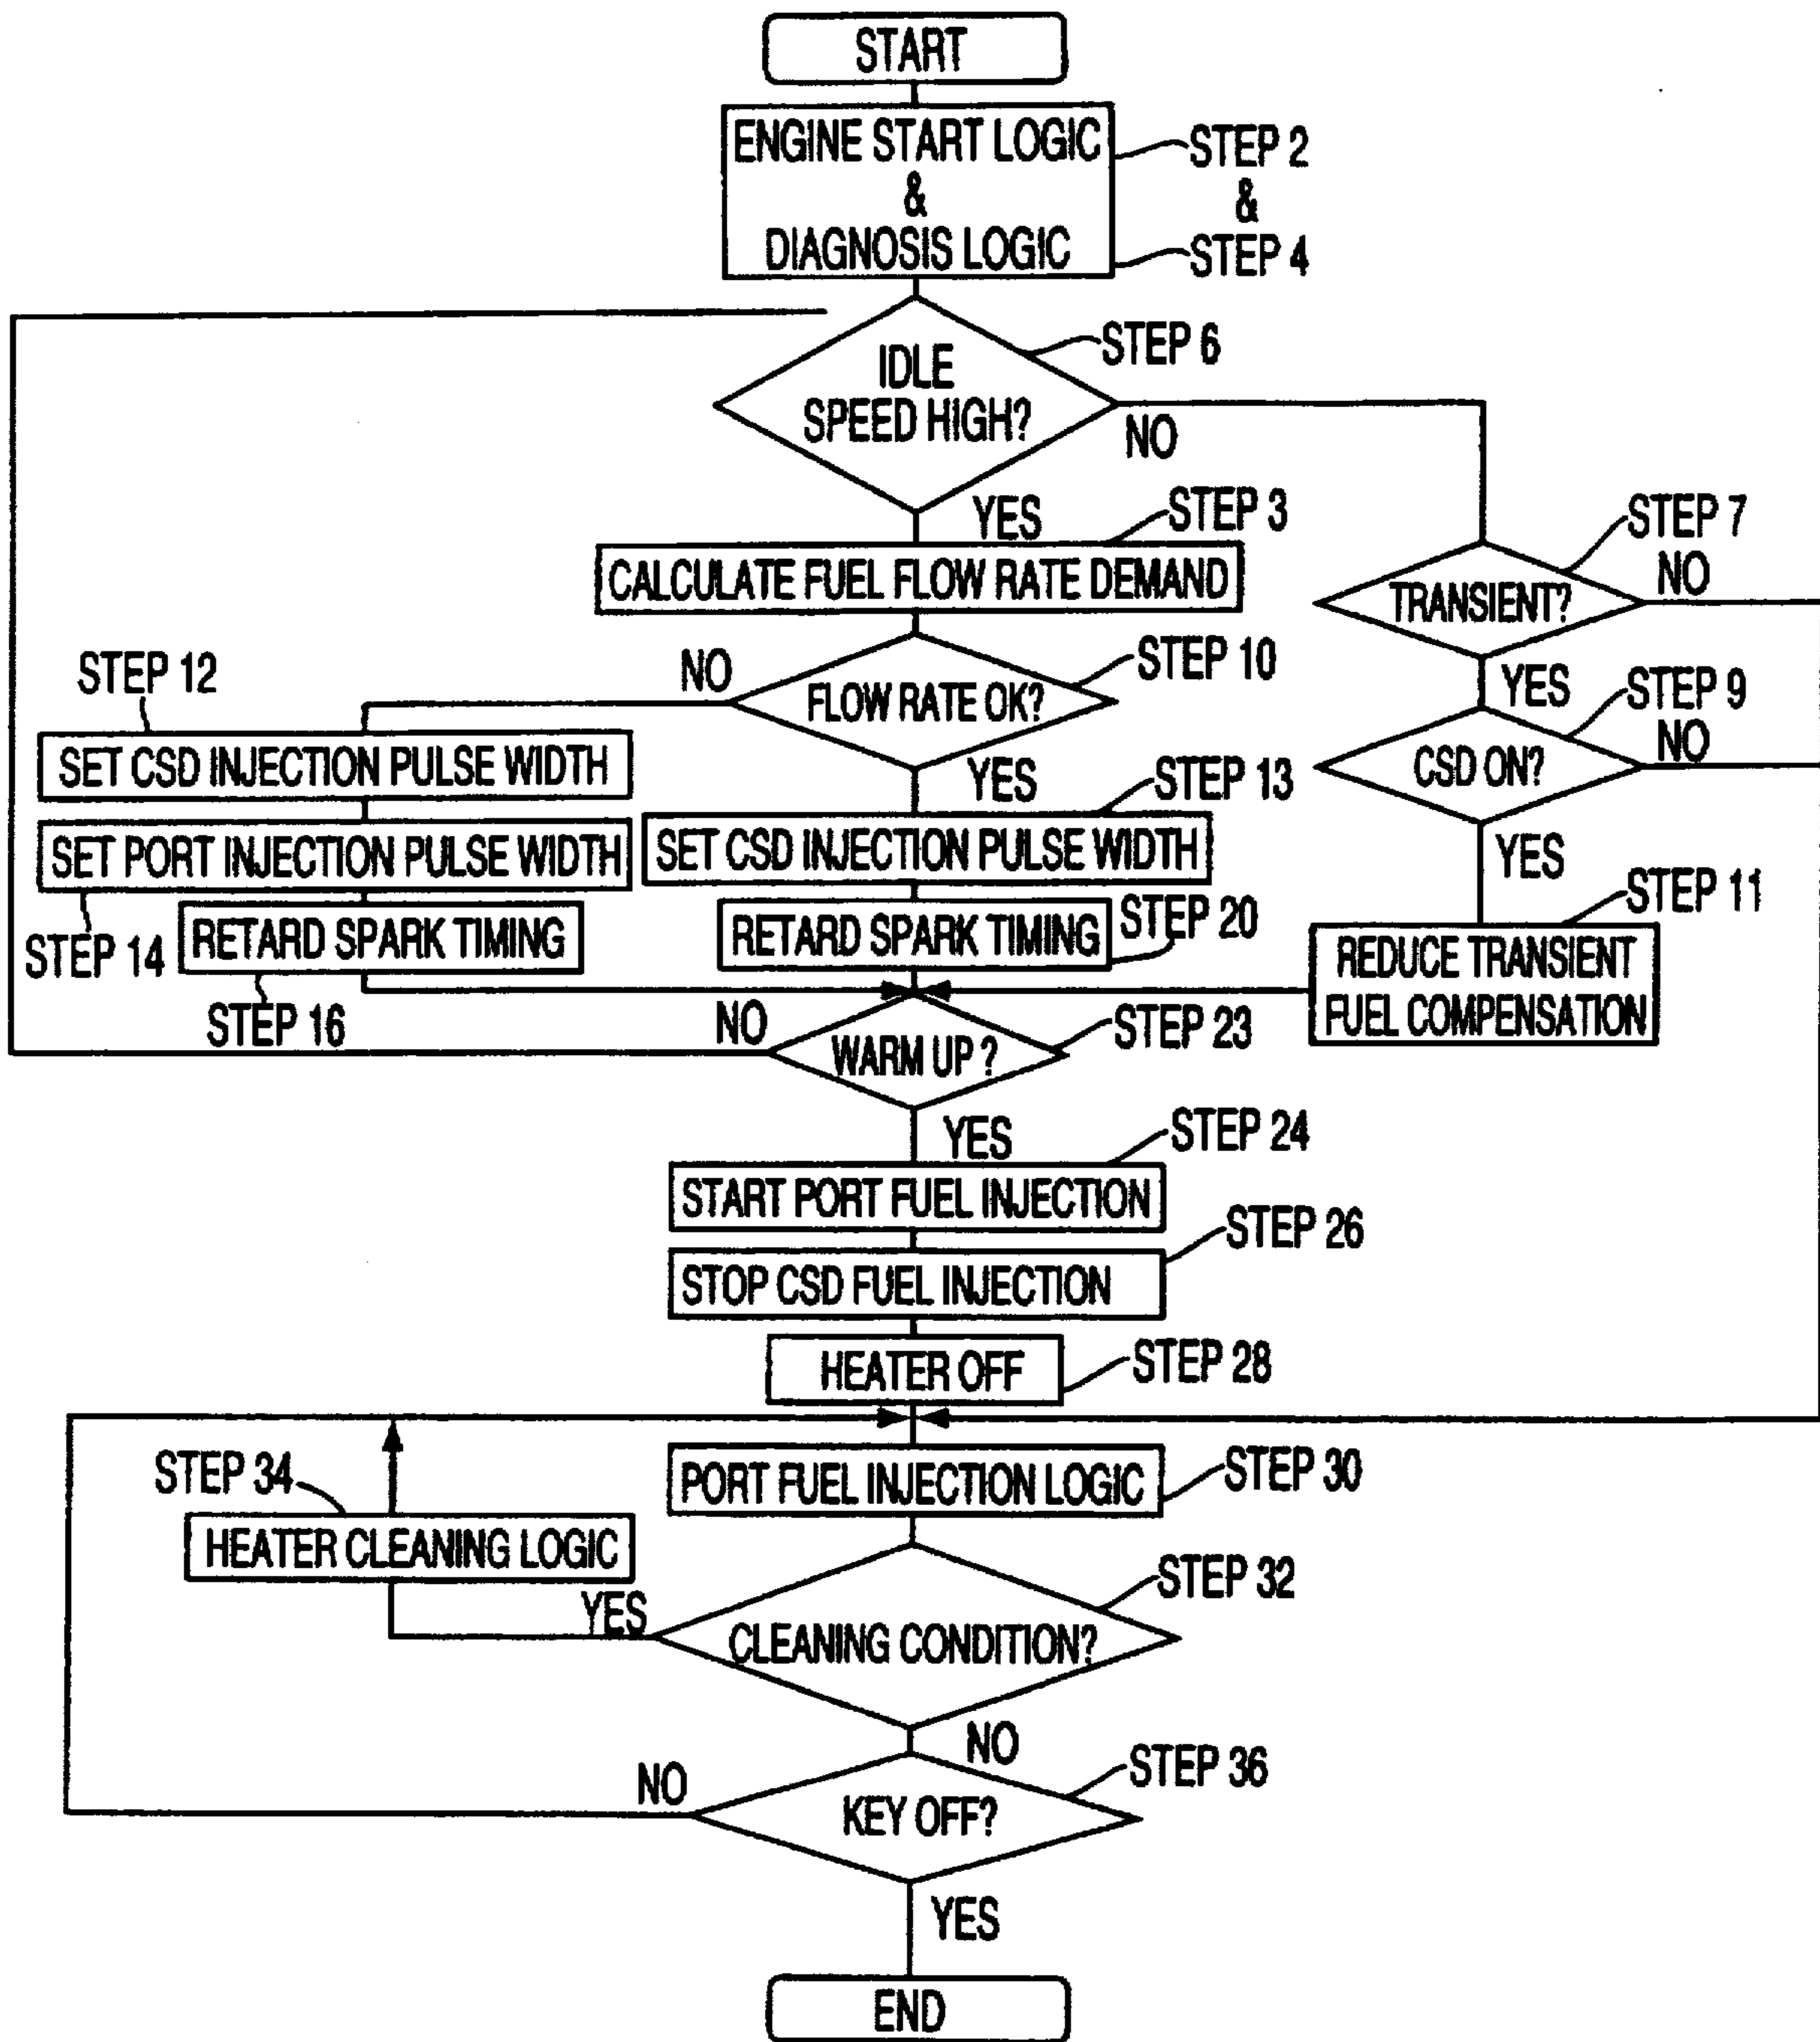 START
ENGINE START LOGIC
&
DIAGNOSIS LOGIC
STEP 2
&
STEP 4
IDLE
SPEED HIGH?
STEP 6
NO
YES
STEP 3
CALCULATE FUEL FLOW RATE DEMAND
STEP 7
TRANSIENT?
NO
YES
STEP 10
FLOW RATE OK?
NO
YES
STEP 9
CSD ON?
NO
YES
STEP 12
SET CSD INJECTION PULSE WIDTH
SET PORT INJECTION PULSE WIDTH
STEP 14
RETARD SPARK TIMING
STEP 16
STEP 13
SET CSD INJECTION PULSE WIDTH
RETARD SPARK TIMING
STEP 20
STEP 11
REDUCE TRANSIENT
FUEL COMPENSATION
NO
WARM UP ?
STEP 23
YES
STEP 24
START PORT FUEL INJECTION
STEP 26
STOP CSD FUEL INJECTION
HEATER OFF
STEP 28
PORT FUEL INJECTION LOGIC
STEP 30
STEP 34
HEATER CLEANING LOGIC
YES
CLEANING CONDITION?
STEP 32
NO
NO
KEY OFF?
STEP 36
YES
END